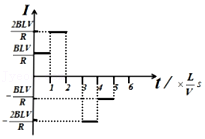 I
2BLV/R
BLV/R
1 2 3 4 5 6 t / ×L/V s
-BLV/R
-2BLV/R